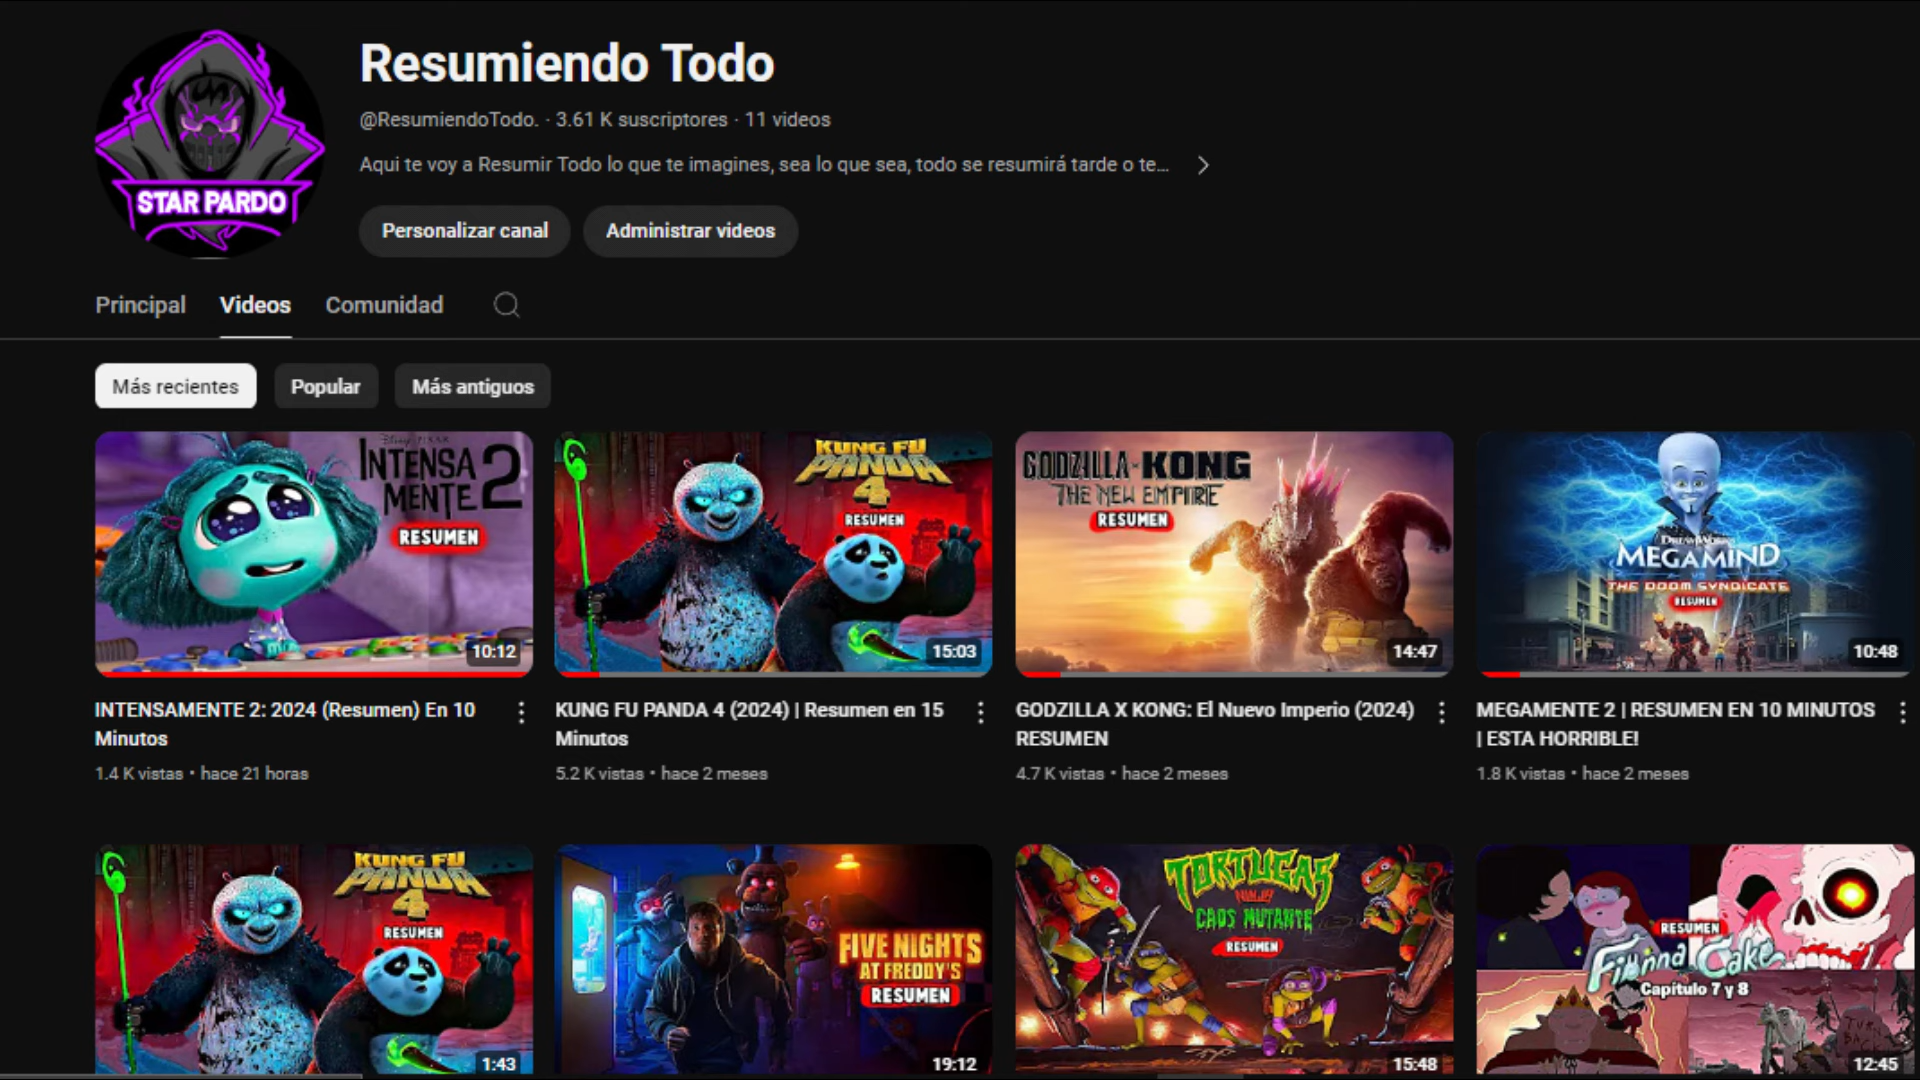 Resumiendo Todo
@ResumiendoTodo. · 3.61 K suscriptores · 11 videos
Aqui te voy a Resumir Todo lo que te imagines, sea lo que sea, todo se resumirá tarde o te...
STAR PARDO
Personalizar canal
Administrar videos
Principal
Videos
Comunidad
Más recientes
Popular
Más antiguos
Disney PIXAR
INTENSA
MENTE 2
RESUMEN
10:12
KUNG FU
PANDA
4
RESUMEN
15:03
GODZILLA X KONG
THE NEW EMPIRE
RESUMEN
14:47
DREAMWORKS
MEGAMIND
VS
THE DOOM SYNDICATE
RESUMEN
10:48
INTENSAMENTE 2: 2024 (Resumen) En 10
Minutos
1.4 K vistas • hace 21 horas
KUNG FU PANDA 4 (2024) | Resumen en 15
Minutos
5.2 K vistas • hace 2 meses
GODZILLA X KONG: El Nuevo Imperio (2024)
RESUMEN
4.7 K vistas • hace 2 meses
MEGAMENTE 2 | RESUMEN EN 10 MINUTOS
| ESTA HORRIBLE!
1.8 K vistas • hace 2 meses
KUNG FU
PANDA
4
RESUMEN
1:43
FIVE NIGHTS
AT FREDDY'S
RESUMEN
19:12
TORTUGAS
NINJA
CAOS MUTANTE
RESUMEN
15:48
RESUMEN
Fionna Cake
Capítulo 7 y 8
TURN
BACK
12:45